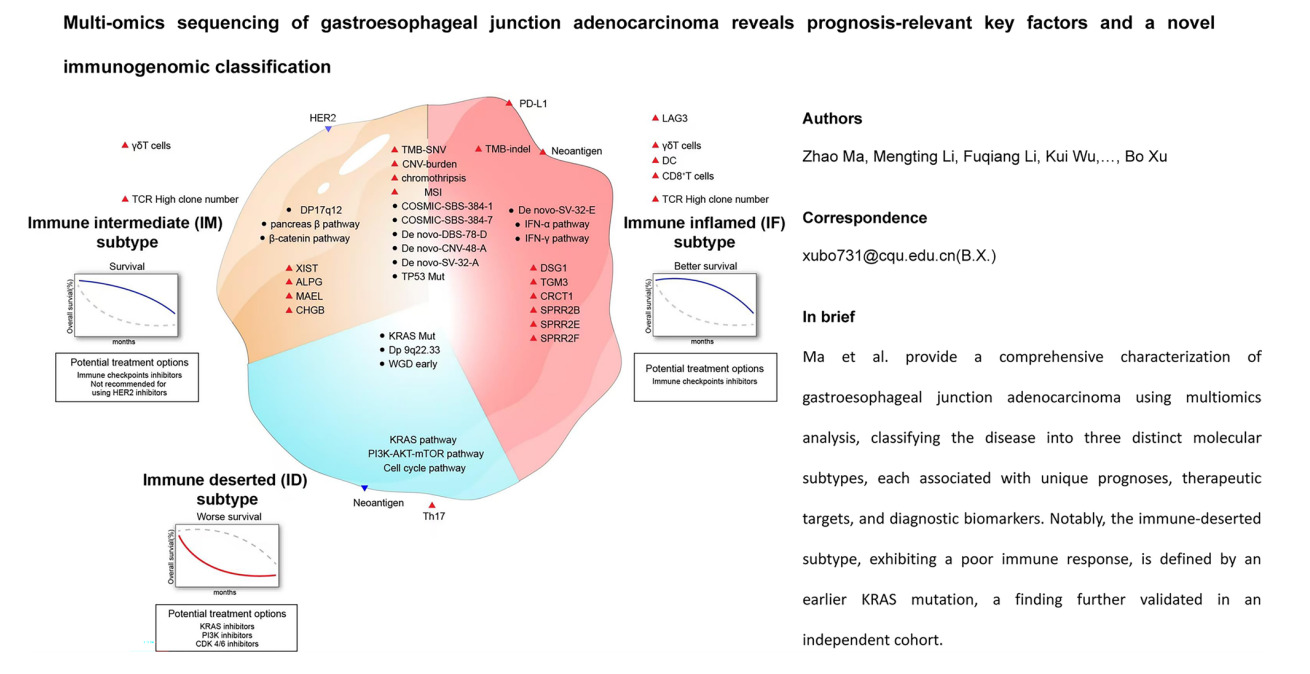 Multi-omics sequencing of gastroesophageal junction adenocarcinoma reveals prognosis-relevant key factors and a novel
immunogenomic classification
γδT cells
TCR High clone number
Immune intermediate (IM)
subtype
Survival
Overall survial(%)
months
Potential treatment options
Immune checkpoints inhibitors
Not recommended for
using HER2 inhibitors
HER2
DP17q12
pancreas β pathway
β-catenin pathway
XIST
ALPG
MAEL
CHGB
TMB-SNV
CNV-burden
chromothripsis
MSI
COSMIC-SBS-384-1
COSMIC-SBS-384-7
De novo-DBS-78-D
De novo-CNV-48-A
De novo-SV-32-A
TP53 Mut
PD-L1
TMB-indel
Neoantigen
De novo-SV-32-E
IFN-α pathway
IFN-γ pathway
DSG1
TGM3
CRCT1
SPRR2B
SPRR2E
SPRR2F
KRAS Mut
Dp 9q22.33
WGD early
KRAS pathway
PI3K-AKT-mTOR pathway
Cell cycle pathway
Neoantigen
Th17
LAG3
γδT cells
DC
CD8⁺T cells
TCR High clone number
Immune inflamed (IF)
subtype
Better survival
Overall survial(%)
months
Potential treatment options
Immune checkpoints inhibitors
Immune deserted (ID)
subtype
Worse survival
Overall survial(%)
months
Potential treatment options
KRAS inhibitors
PI3K inhibitors
CDK 4/6 inhibitors
Authors
Zhao Ma, Mengting Li, Fuqiang Li, Kui Wu,…, Bo Xu
Correspondence
xubo731@cqu.edu.cn(B.X.)
In brief
Ma et al. provide a comprehensive characterization of
gastroesophageal junction adenocarcinoma using multiomics
analysis, classifying the disease into three distinct molecular
subtypes, each associated with unique prognoses, therapeutic
targets, and diagnostic biomarkers. Notably, the immune-deserted
subtype, exhibiting a poor immune response, is defined by an
earlier KRAS mutation, a finding further validated in an
independent cohort.